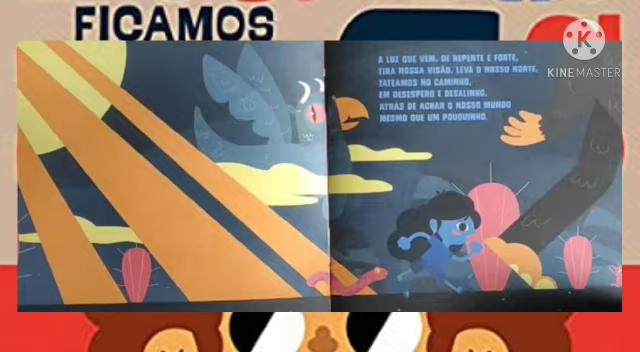 FICAMOS
A LUZ QUE VEM, DE REPENTE E FORTE,
TIRA NOSSA VISÃO, LEVA O NOSSO NORTE.
TATEAMOS NO CAMINHO,
EM DESESPERO E DESALINHO,
ATRÁS DE ACHAR O NOSSO MUNDO
MESMO QUE UM POUQUINHO.
KINEMASTER